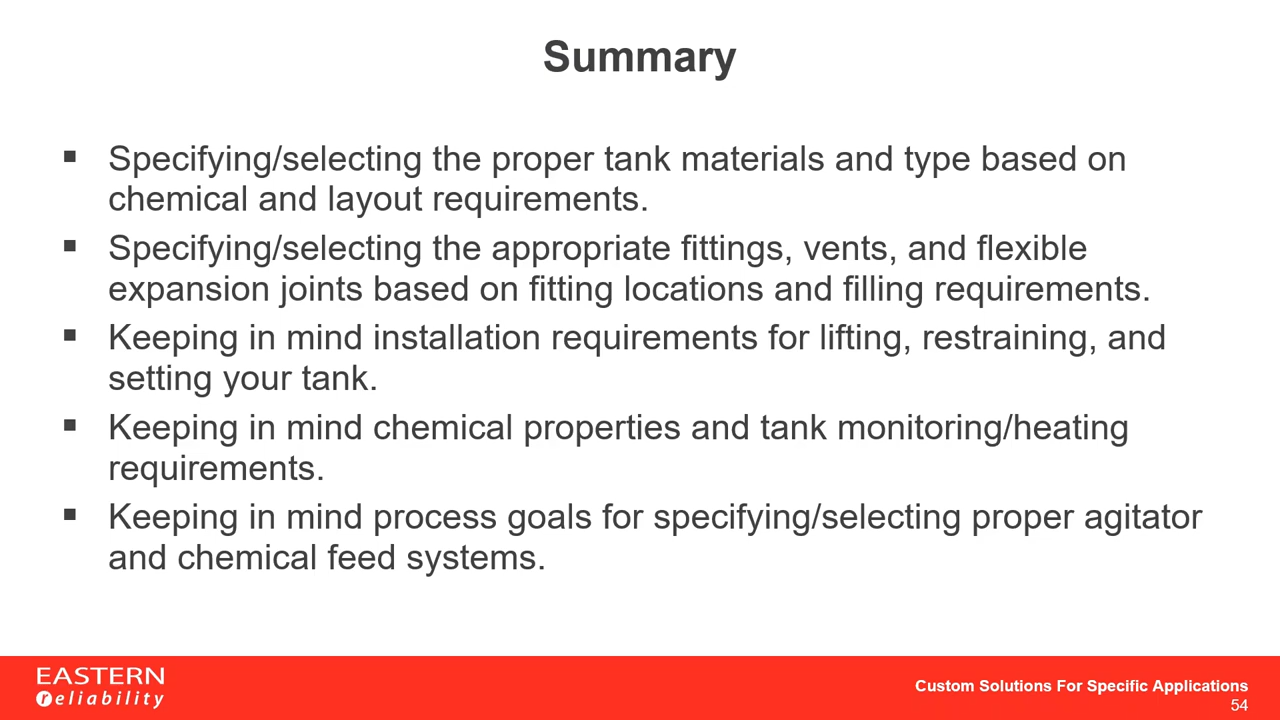 Summary
▪ Specifying/selecting the proper tank materials and type based on
chemical and layout requirements.
▪ Specifying/selecting the appropriate fittings, vents, and flexible
expansion joints based on fitting locations and filling requirements.
▪ Keeping in mind installation requirements for lifting, restraining, and
setting your tank.
▪ Keeping in mind chemical properties and tank monitoring/heating
requirements.
▪ Keeping in mind process goals for specifying/selecting proper agitator
and chemical feed systems.
EASTERN
reliability
Custom Solutions For Specific Applications
54